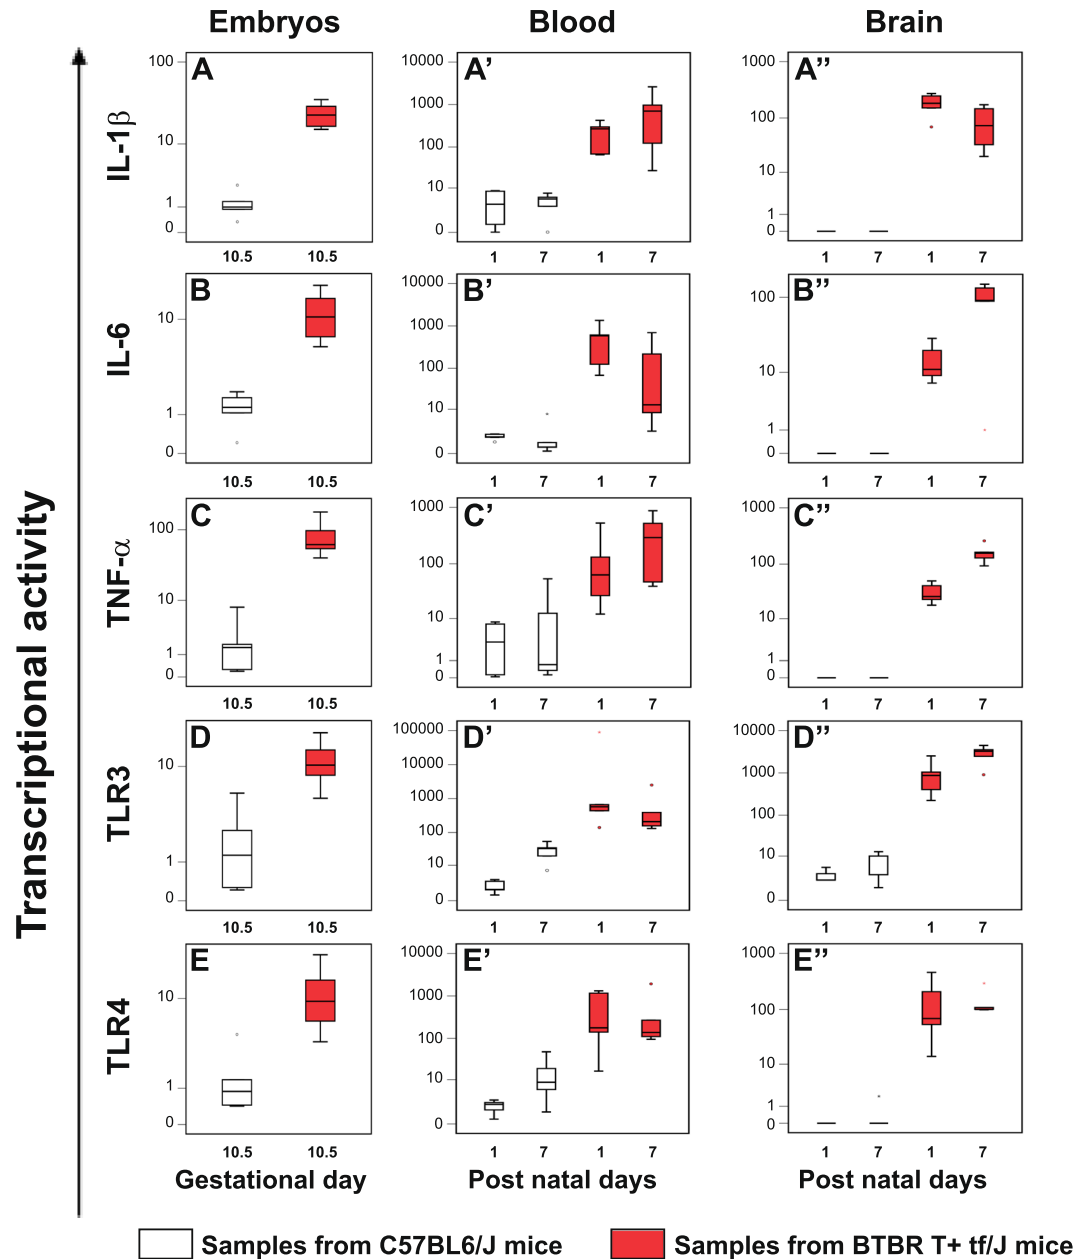 Embryos Blood Brain
Transcriptional activity
IL-1β
A
100
10
1
0
10.5 10.5
A’
10000
1000
100
10
0
1 7 1 7
A”
1000
100
10
1
0
1 7 1 7
IL-6
B
10
1
0
10.5 10.5
B’
10000
1000
100
10
0
1 7 1 7
B”
100
10
1
0
1 7 1 7
TNF-α
C
100
10
1
0
10.5 10.5
C’
1000
100
10
1
0
1 7 1 7
C”
1000
100
10
1
0
1 7 1 7
TLR3
D
10
1
0
10.5 10.5
D’
100000
1000
100
10
0
1 7 1 7
D”
10000
1000
100
10
0
1 7 1 7
TLR4
E
10
1
0
10.5 10.5
E’
10000
1000
100
10
0
1 7 1 7
E”
1000
100
10
1
0
1 7 1 7
Gestational day Post natal days Post natal days
Samples from C57BL6/J mice Samples from BTBR T+ tf/J mice